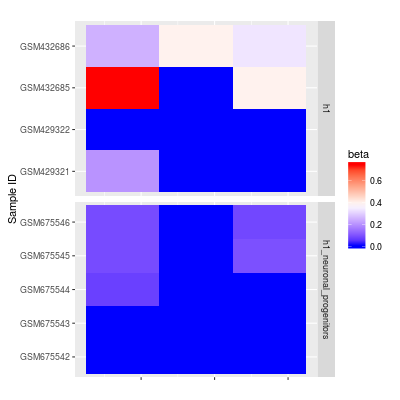 Sample ID
GSM432686
GSM432685
GSM429322
GSM429321
h1
GSM675546
GSM675545
GSM675544
GSM675543
GSM675542
h1_neuronal_progenitors
beta
0.6
0.4
0.2
0.0